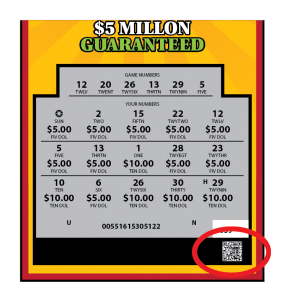 $5 MILLON
GUARANTEED
GAME NUMBERS
12 20 26 13 29 5
TWLV TWENT TWYSIX THRTN TWYNIN FIVE
YOUR NUMBERS
2 15 22 12
SUN TWO FIFTH TWYTWO TWLV
$5.00 $5.00 $5.00 $5.00 $5.00
FIV DOL FIV DOL FIV DOL FIV DOL FIV DOL
5 13 1 28 23
FIVE THRTN ONE TWYEGT TWYTHR
$5.00 $5.00 $10.00 $5.00 $5.00
FIV DOL FIV DOL TEN DOL FIV DOL FIV DOL
10 6 26 30 H 29
TEN SIX TWYSIX THIRTY TWYNIN
$10.00 $5.00 $10.00 $10.00 $10.00
TEN DOL FIV DOL TEN DOL TEN DOL TEN DOL
U N
00551615305122